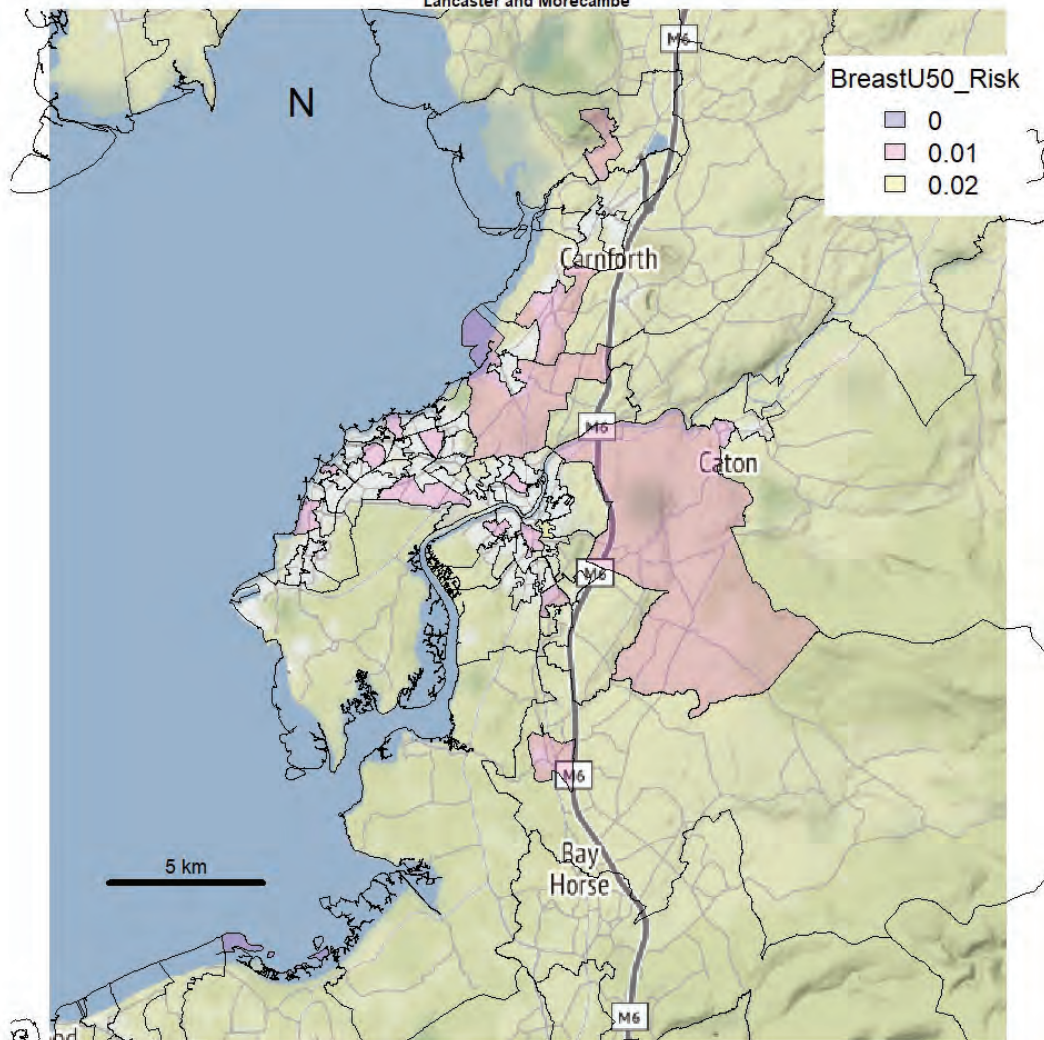 Lancaster and Morecambe
M6
N
BreastU50_Risk
0
0.01
0.02
Carnforth
M6
Caton
M6
M6
5 km
Bay
Horse
M6